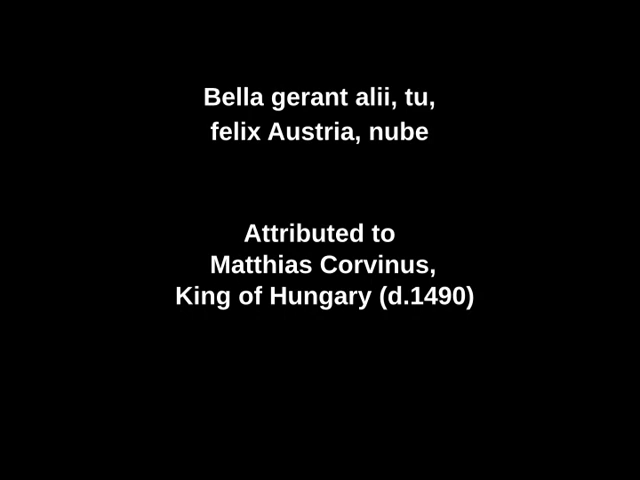 Bella gerant alii, tu,
felix Austria, nube
Attributed to
Matthias Corvinus,
King of Hungary (d.1490)